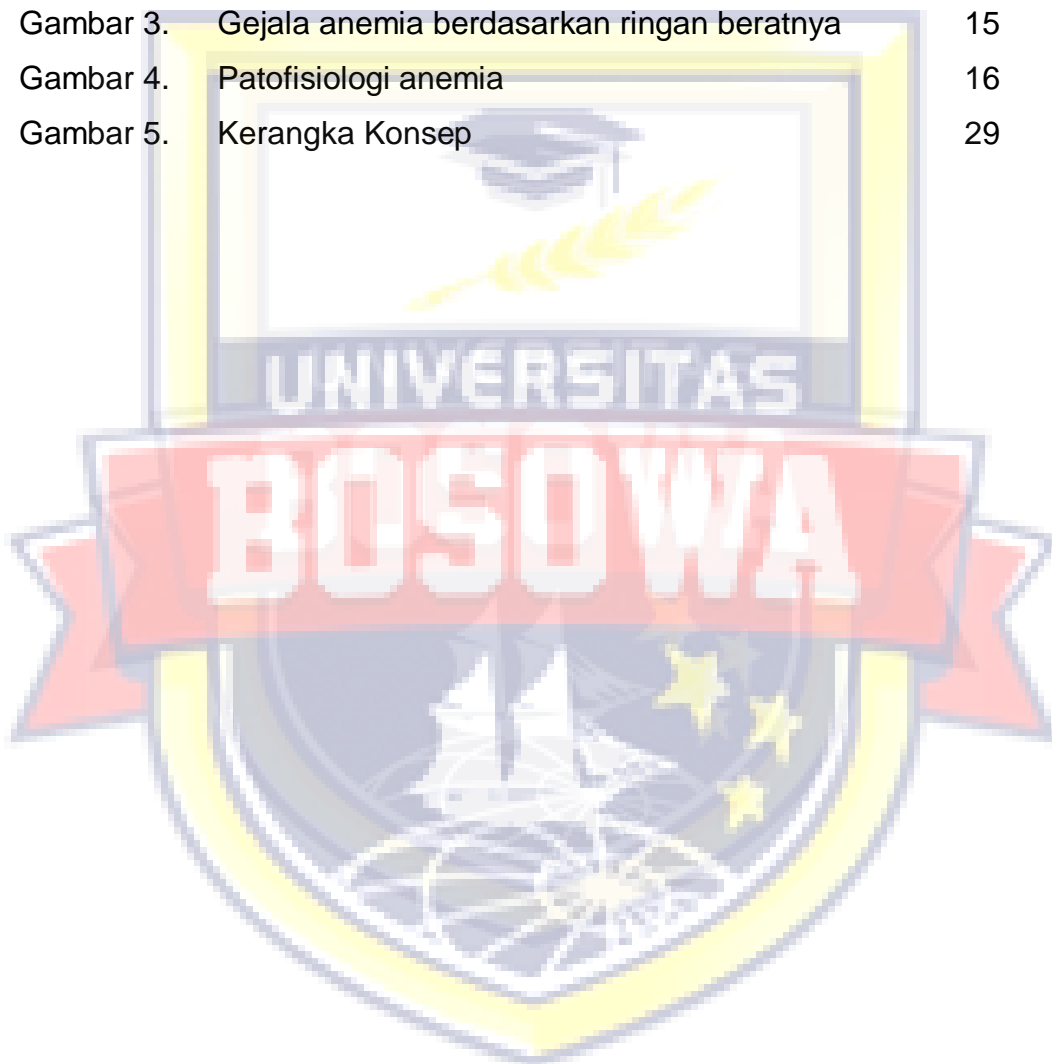 Gambar 3. Gejala anemia berdasarkan ringan beratnya 15
Gambar 4. Patofisiologi anemia 16
Gambar 5. Kerangka Konsep 29
UNIVERSITAS
BOSOWA